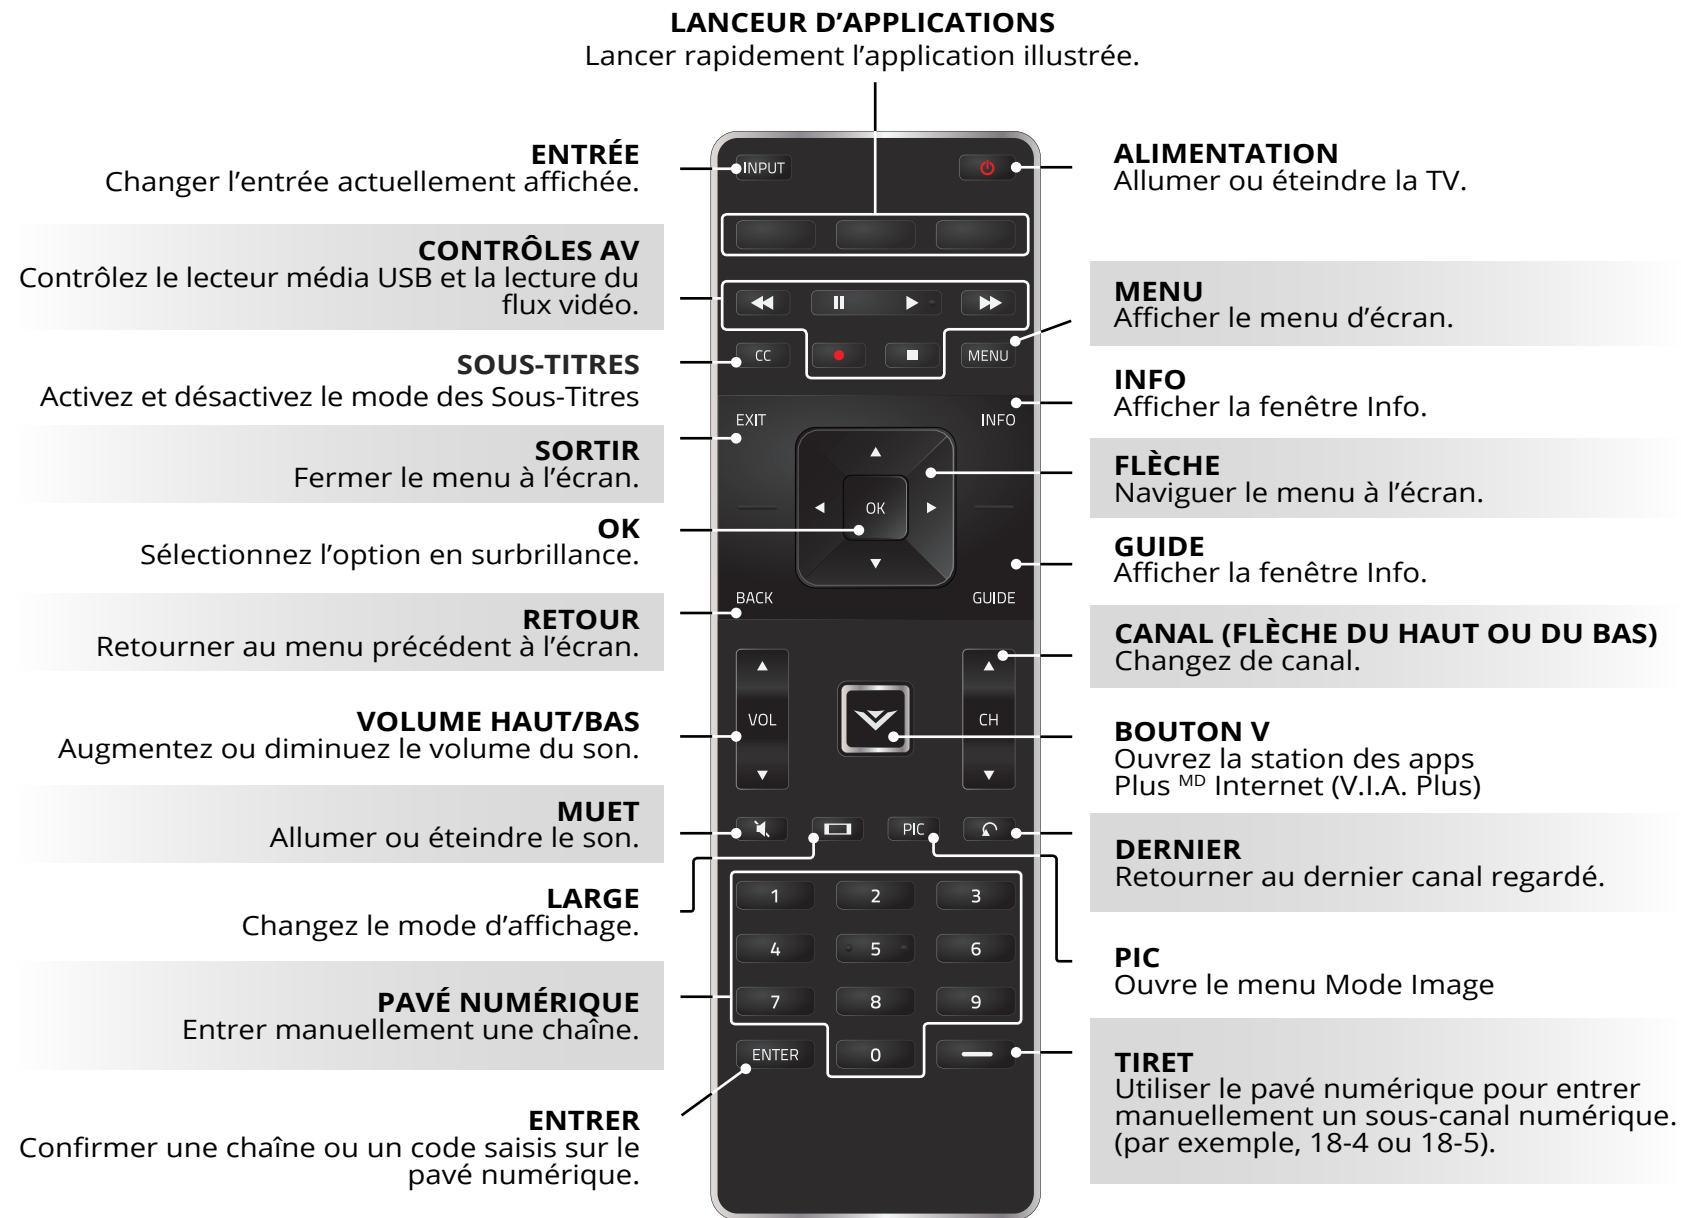 LANCEUR D’APPLICATIONS
Lancer rapidement l’application illustrée.
ENTRÉE
Changer l’entrée actuellement affichée.
CONTRÔLES AV
Contrôlez le lecteur média USB et la lecture du
flux vidéo.
SOUS-TITRES
Activez et désactivez le mode des Sous-Titres
SORTIR
Fermer le menu à l’écran.
OK
Sélectionnez l’option en surbrillance.
RETOUR
Retourner au menu précédent à l’écran.
VOLUME HAUT/BAS
Augmentez ou diminuez le volume du son.
MUET
Allumer ou éteindre le son.
LARGE
Changez le mode d’affichage.
PAVÉ NUMÉRIQUE
Entrer manuellement une chaîne.
ENTRER
Confirmer une chaîne ou un code saisis sur le
pavé numérique.
INPUT
CC
MENU
EXIT
INFO
OK
BACK
GUIDE
VOL
CH
PIC
1 2 3
4 5 6
7 8 9
ENTER 0
ALIMENTATION
Allumer ou éteindre la TV.
MENU
Afficher le menu d’écran.
INFO
Afficher la fenêtre Info.
FLÈCHE
Naviguer le menu à l’écran.
GUIDE
Afficher la fenêtre Info.
CANAL (FLÈCHE DU HAUT OU DU BAS)
Changez de canal.
BOUTON V
Ouvrez la station des apps
Plus MD Internet (V.I.A. Plus)
DERNIER
Retourner au dernier canal regardé.
PIC
Ouvre le menu Mode Image
TIRET
Utiliser le pavé numérique pour entrer
manuellement un sous-canal numérique.
(par exemple, 18-4 ou 18-5).